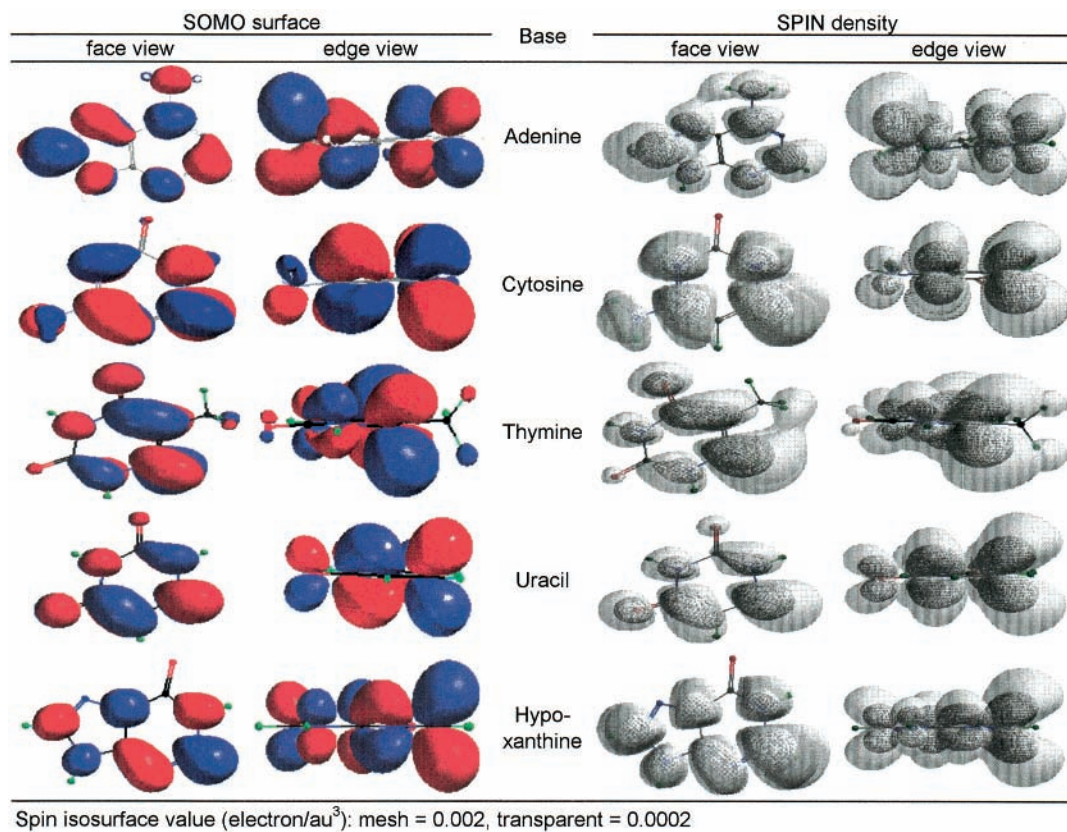 SOMO surface Base SPIN density
face view edge view face view edge view
Adenine
Cytosine
Thymine
Uracil
Hypo-
xanthine
Spin isosurface value (electron/au³): mesh = 0.002, transparent = 0.0002